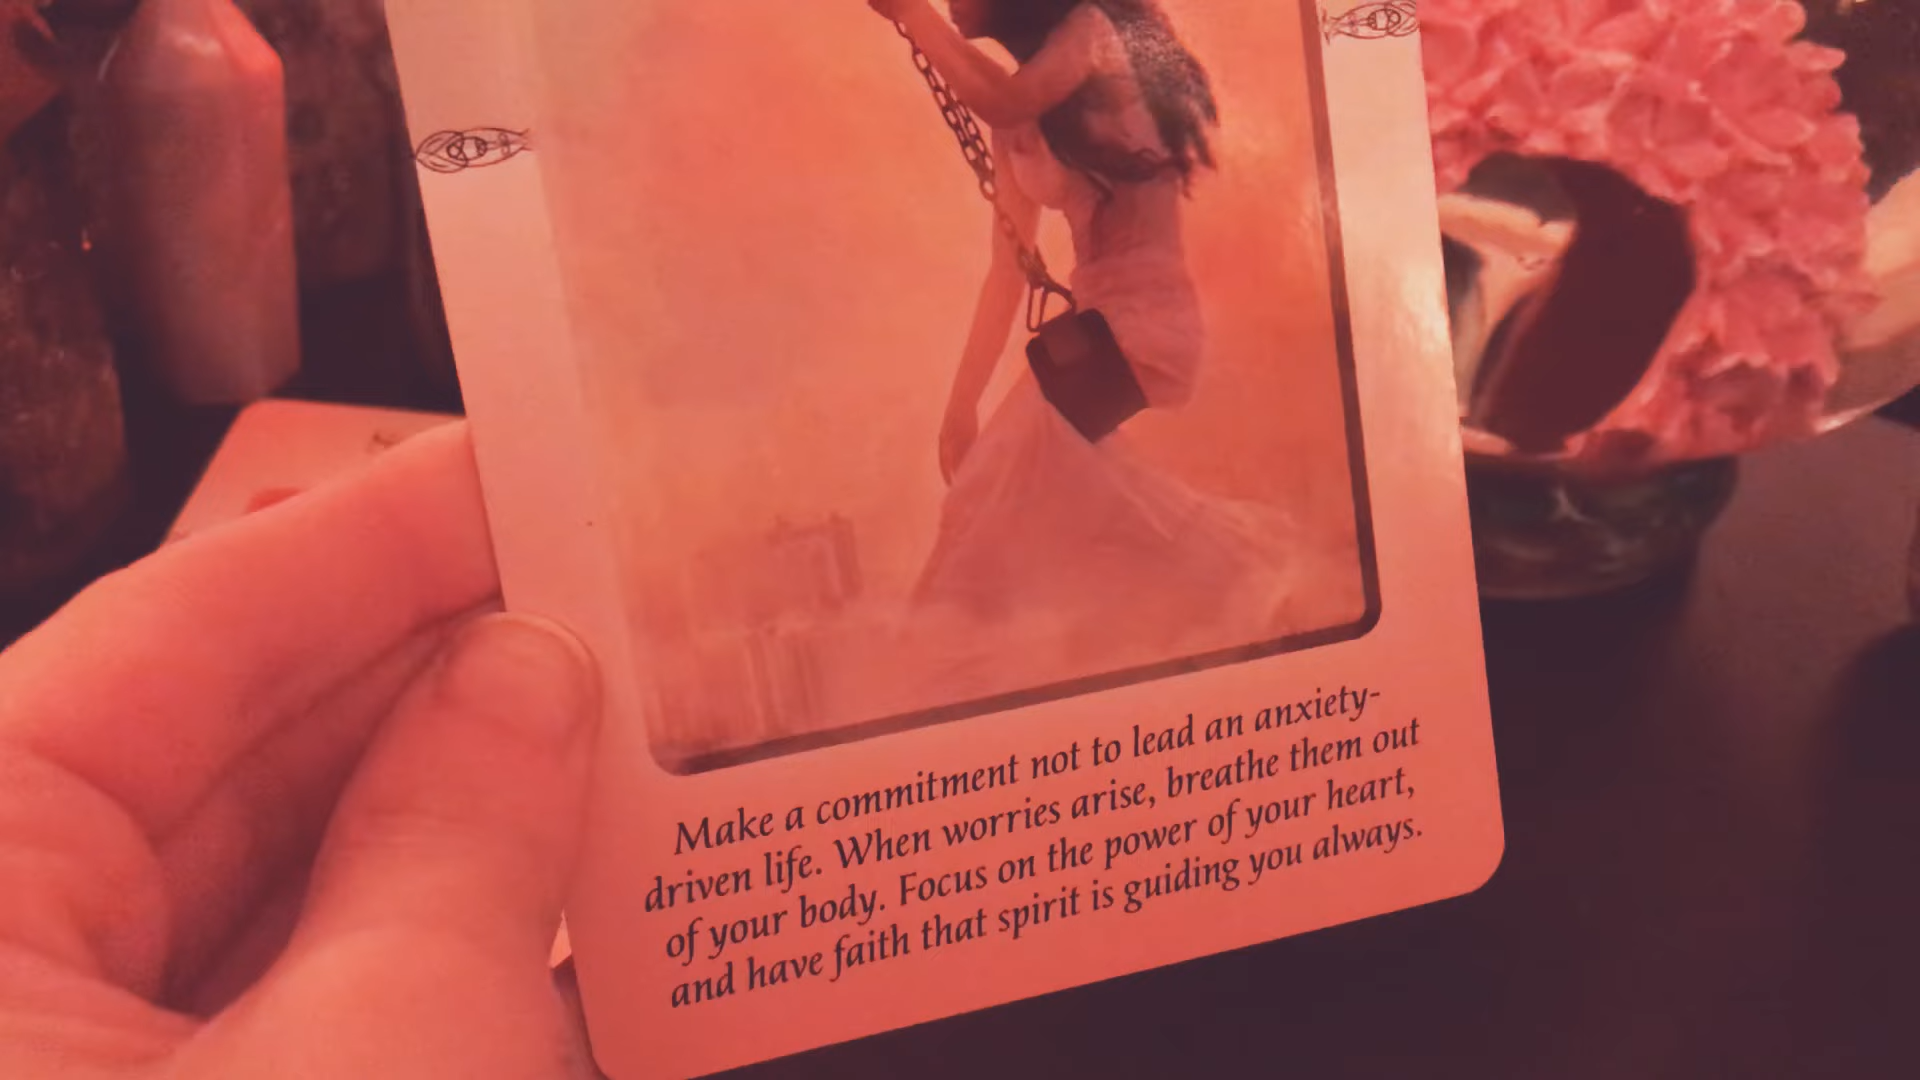 Make a commitment not to lead an anxiety-
driven life. When worries arise, breathe them out
of your body. Focus on the power of your heart,
and have faith that spirit is guiding you always.